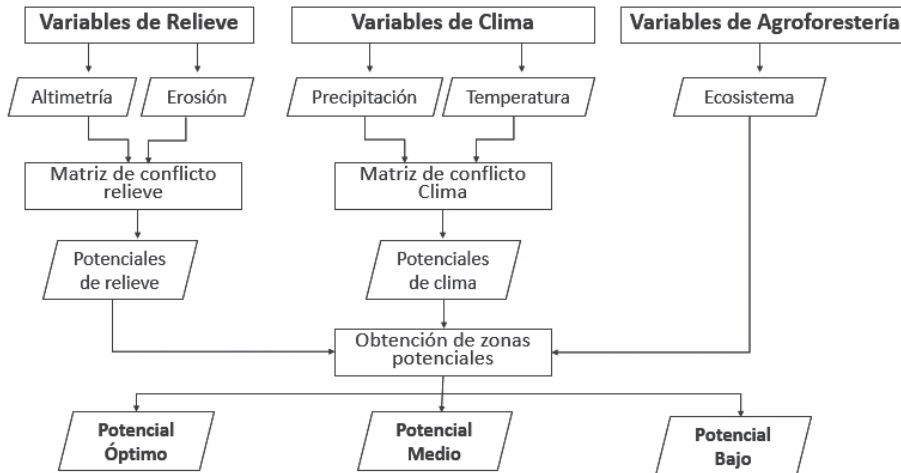 Variables de Relieve
Variables de Clima
Variables de Agroforestería
Altimetría
Erosión
Precipitación
Temperatura
Ecosistema
Matriz de conflicto
relieve
Matriz de conflicto
Clima
Potenciales
de relieve
Potenciales
de clima
Obtención de zonas
potenciales
Potencial
Óptimo
Potencial
Medio
Potencial
Bajo